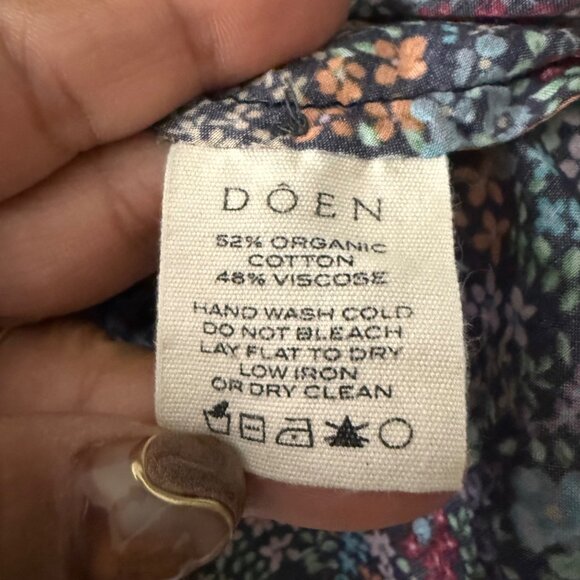 DÔEN
52% ORGANIC
COTTON
48% VISCOSE
HAND WASH COLD
DO NOT BLEACH
LAY FLAT TO DRY
LOW IRON
OR DRY CLEAN